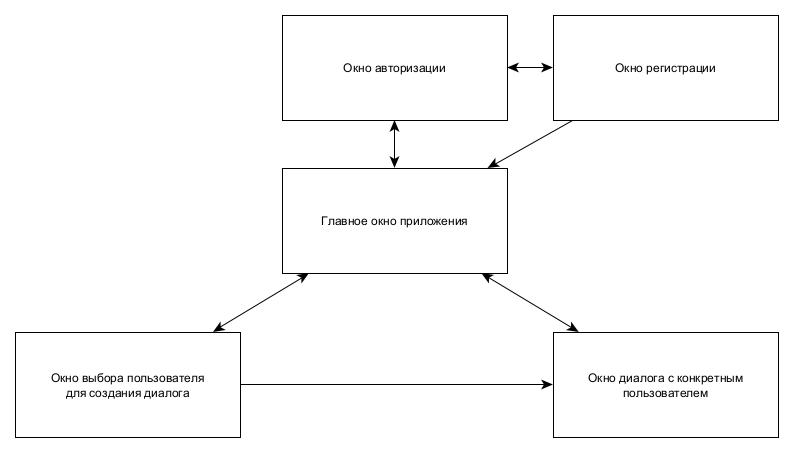 Окно авторизации
Окно регистрации
Главное окно приложения
Окно выбора пользователя
для создания диалога
Окно диалога с конкретным
пользователем